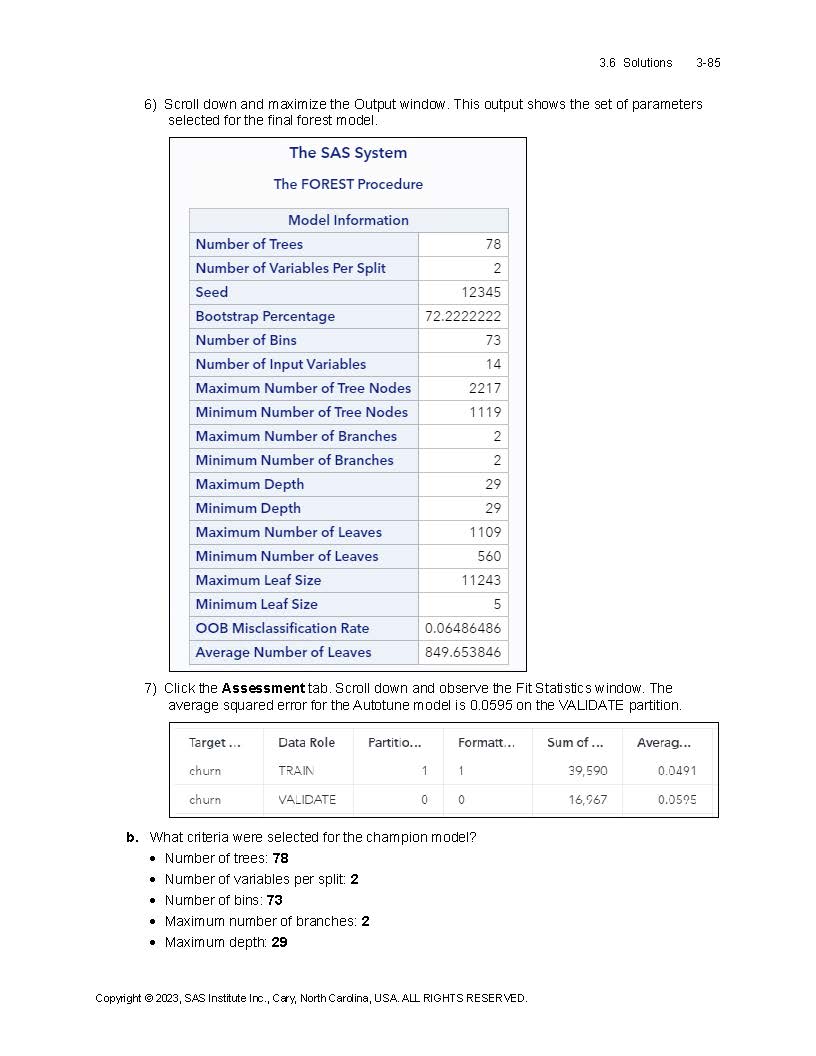 3.6 Solutions 3-85
6) Scroll down and maximize the Output window. This output shows the set of parameters
selected for the final forest model.
The SAS System
The FOREST Procedure
Model Information
Number of Trees 78
Number of Variables Per Split 2
Seed 12345
Bootstrap Percentage 72.2222222
Number of Bins 73
Number of Input Variables 14
Maximum Number of Tree Nodes 2217
Minimum Number of Tree Nodes 1119
Maximum Number of Branches 2
Minimum Number of Branches 2
Maximum Depth 29
Minimum Depth 29
Maximum Number of Leaves 1109
Minimum Number of Leaves 560
Maximum Leaf Size 11243
Minimum Leaf Size 5
OOB Misclassification Rate 0.06486486
Average Number of Leaves 849.653846
7) Click the Assessment tab. Scroll down and observe the Fit Statistics window. The
average squared error for the Autotune model is 0.0595 on the VALIDATE partition.
Target ... Data Role Partitio... Formatt... Sum of ... Averag...
churn TRAIN 1 1 39,590 0.0491
churn VALIDATE 0 0 16,967 0.0595
b. What criteria were selected for the champion model?
• Number of trees: 78
• Number of variables per split: 2
• Number of bins: 73
• Maximum number of branches: 2
• Maximum depth: 29
Copyright © 2023, SAS Institute Inc., Cary, North Carolina, USA. ALL RIGHTS RESERVED.